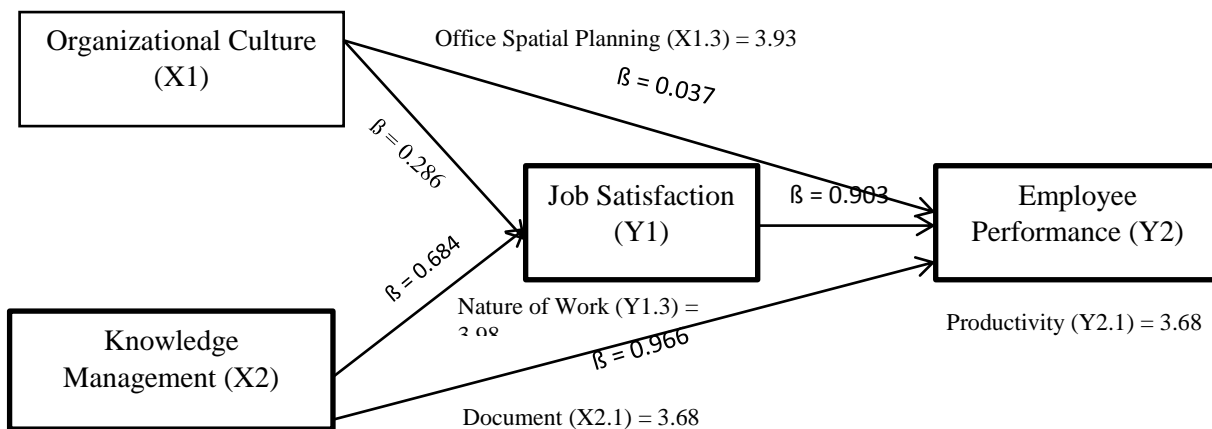 Organizational Culture
(X1)
Office Spatial Planning (X1.3) = 3.93
ß = 0.037
ß = 0.286
Job Satisfaction
(Y1)
ß = 0.903
Employee
Performance (Y2)
ß = 0.684
Nature of Work (Y1.3) =
3.98
Productivity (Y2.1) = 3.68
Knowledge
Management (X2)
ß = 0.966
Document (X2.1) = 3.68